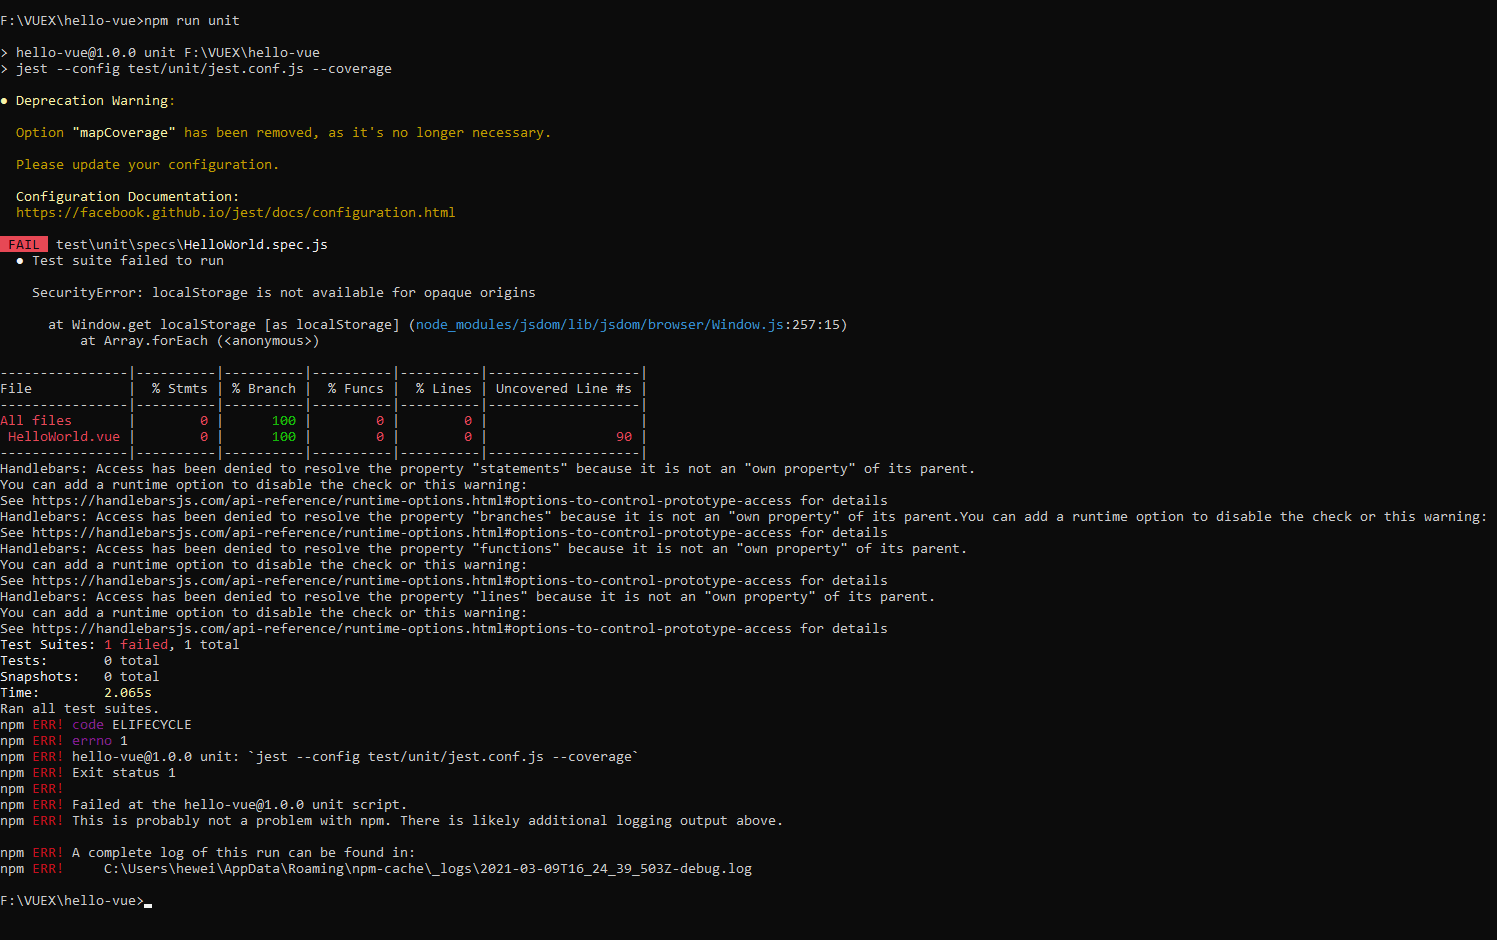 F:\VUEX\hello-vue>npm run unit
> hello-vue@1.0.0 unit F:\VUEX\hello-vue
> jest --config test/unit/jest.conf.js --coverage
● Deprecation Warning:
Option "mapCoverage" has been removed, as it's no longer necessary.
Please update your configuration.
Configuration Documentation:
https://facebook.github.io/jest/docs/configuration.html
FAIL test\unit\specs\HelloWorld.spec.js
● Test suite failed to run
SecurityError: localStorage is not available for opaque origins
at Window.get localStorage [as localStorage] (node_modules/jsdom/lib/jsdom/browser/Window.js:257:15)
at Array.forEach (<anonymous>)
----------------|----------|----------|----------|----------|-------------------|
File            |  % Stmts | % Branch |  % Funcs |  % Lines | Uncovered Line #s |
----------------|----------|----------|----------|----------|-------------------|
All files       |        0 |      100 |        0 |        0 |                   |
 HelloWorld.vue |        0 |      100 |        0 |        0 |                90 |
----------------|----------|----------|----------|----------|-------------------|
Handlebars: Access has been denied to resolve the property "statements" because it is not an "own property" of its parent.
You can add a runtime option to disable the check or this warning:
See https://handlebarsjs.com/api-reference/runtime-options.html#options-to-control-prototype-access for details
Handlebars: Access has been denied to resolve the property "branches" because it is not an "own property" of its parent.You can add a runtime option to disable the check or this warning:
See https://handlebarsjs.com/api-reference/runtime-options.html#options-to-control-prototype-access for details
Handlebars: Access has been denied to resolve the property "functions" because it is not an "own property" of its parent.
You can add a runtime option to disable the check or this warning:
See https://handlebarsjs.com/api-reference/runtime-options.html#options-to-control-prototype-access for details
Handlebars: Access has been denied to resolve the property "lines" because it is not an "own property" of its parent.
You can add a runtime option to disable the check or this warning:
See https://handlebarsjs.com/api-reference/runtime-options.html#options-to-control-prototype-access for details
Test Suites: 1 failed, 1 total
Tests:       0 total
Snapshots:   0 total
Time:        2.065s
Ran all test suites.
npm ERR! code ELIFECYCLE
npm ERR! errno 1
npm ERR! hello-vue@1.0.0 unit: `jest --config test/unit/jest.conf.js --coverage`
npm ERR! Exit status 1
npm ERR!
npm ERR! Failed at the hello-vue@1.0.0 unit script.
npm ERR! This is probably not a problem with npm. There is likely additional logging output above.
npm ERR! A complete log of this run can be found in:
npm ERR!     C:\Users\hewei\AppData\Roaming\npm-cache\_logs\2021-03-09T16_24_39_503Z-debug.log
F:\VUEX\hello-vue>